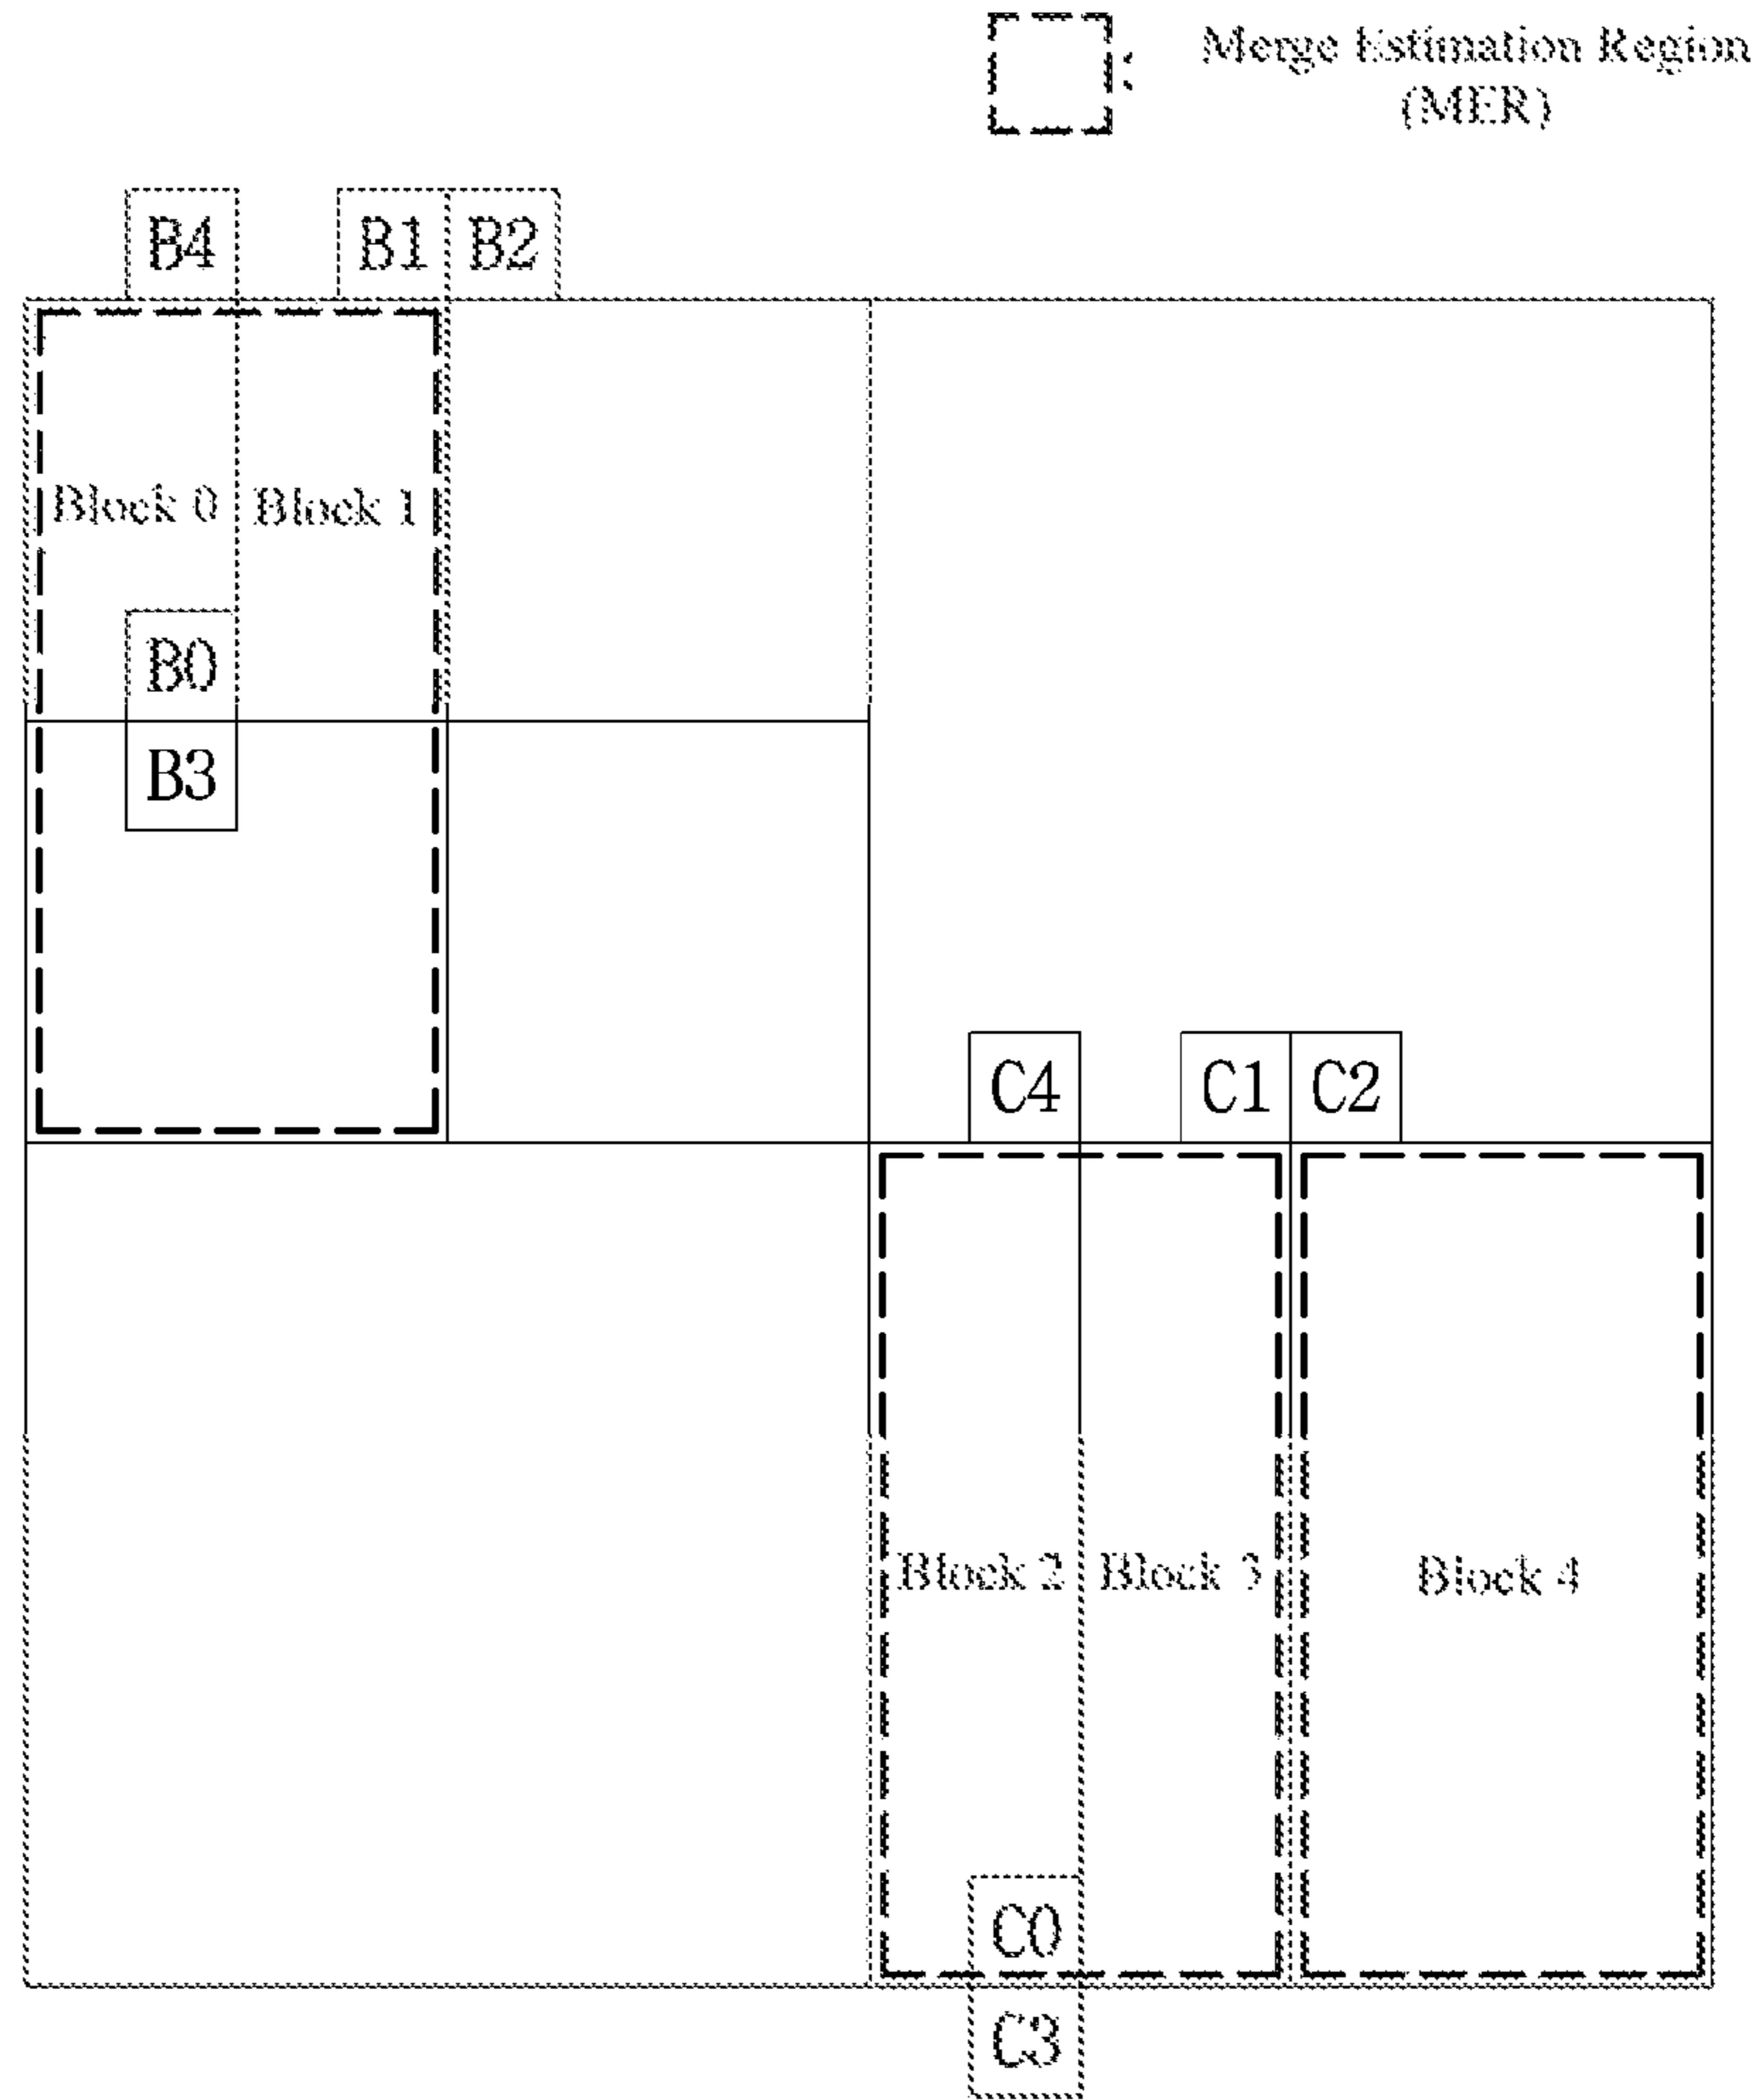 Merge Estimation Region
(MER)
B4 B1 B2
Block 0 Block 1
B0
B3
C4 C1 C2
Block 2 Block 3 Block 4
C0
C3